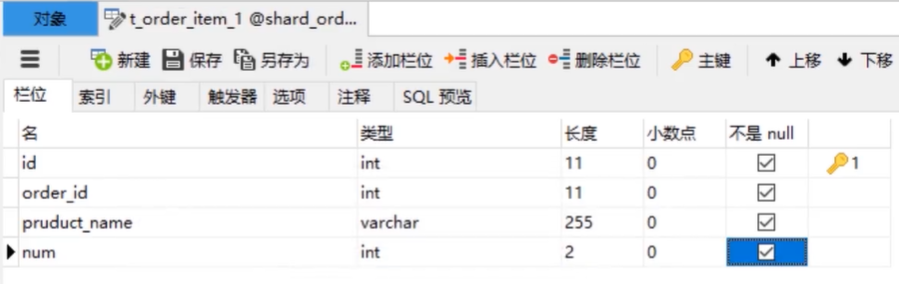 对象 t_order_item_1 @shard_ord...
新建 保存 另存为 添加栏位 插入栏位 删除栏位 主键 上移 下移
栏位 索引 外键 触发器 选项 注释 SQL 预览
名 类型 长度 小数点 不是 null
id int 11 0 1
order_id int 11 0
pruduct_name varchar 255 0
num int 2 0